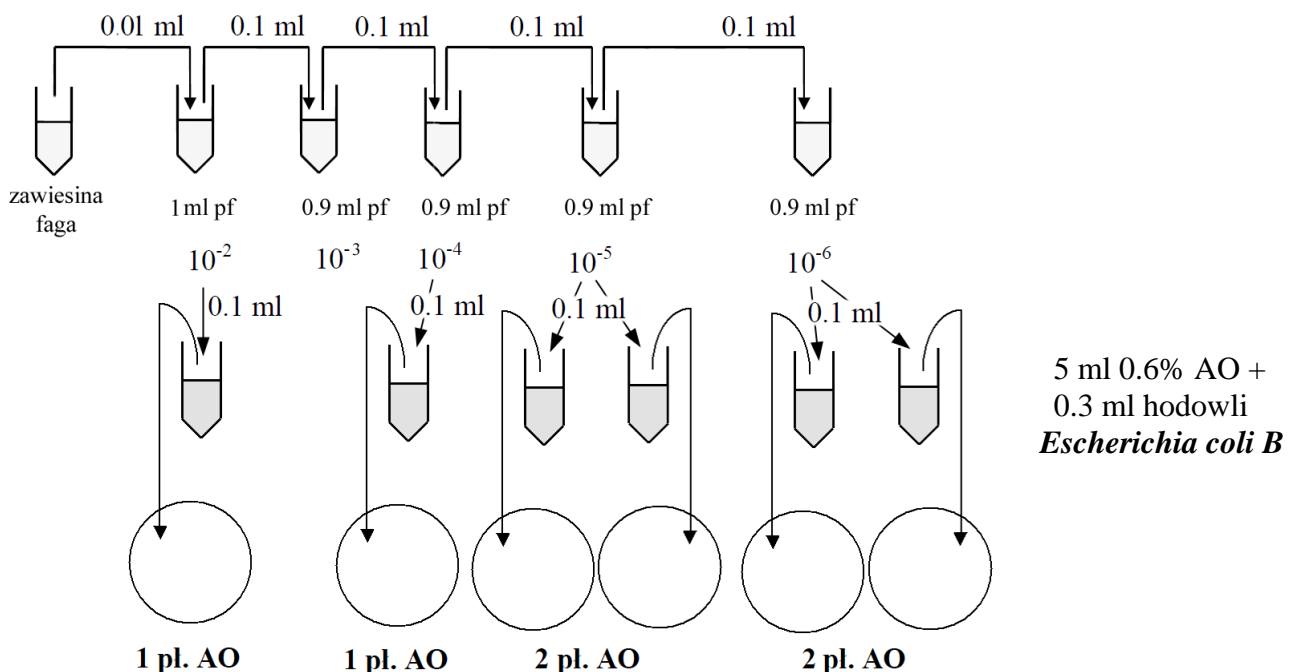 0.01 ml 0.1 ml 0.1 ml 0.1 ml 0.1 ml
zawiesina
faga
1 ml pf 0.9 ml pf 0.9 ml pf 0.9 ml pf 0.9 ml pf
10⁻² 10⁻³ 10⁻⁴ 10⁻⁵ 10⁻⁶
0.1 ml 0.1 ml 0.1 ml 0.1 ml
5 ml 0.6% AO +
0.3 ml hodowli
Escherichia coli B
1 pł. AO 1 pł. AO 2 pł. AO 2 pł. AO